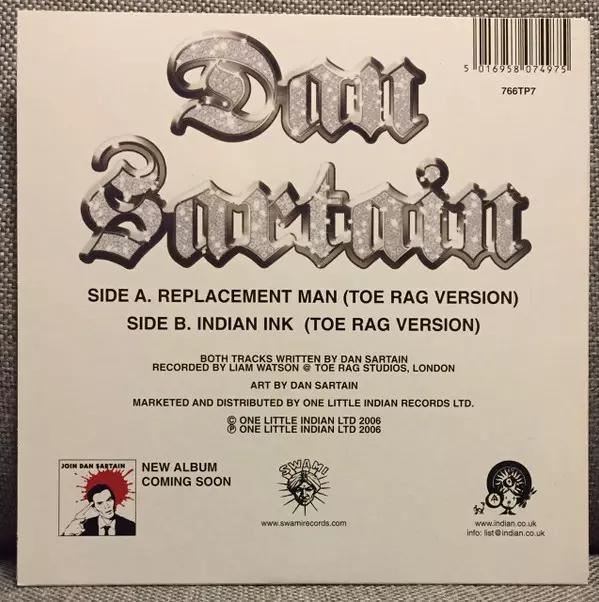 5 016958 074975
766TP7
Dan
Sartain
SIDE A. REPLACEMENT MAN (TOE RAG VERSION)
SIDE B. INDIAN INK (TOE RAG VERSION)
BOTH TRACKS WRITTEN BY DAN SARTAIN
RECORDED BY LIAM WATSON @ TOE RAG STUDIOS, LONDON
ART BY DAN SARTAIN
MARKETED AND DISTRIBUTED BY ONE LITTLE INDIAN RECORDS LTD.
© ONE LITTLE INDIAN LTD 2006
℗ ONE LITTLE INDIAN LTD 2006
JOIN DAN SARTAIN
NEW ALBUM
COMING SOON
SWAMI
www.swamirecords.com
www.indian.co.uk
info: list@indian.co.uk